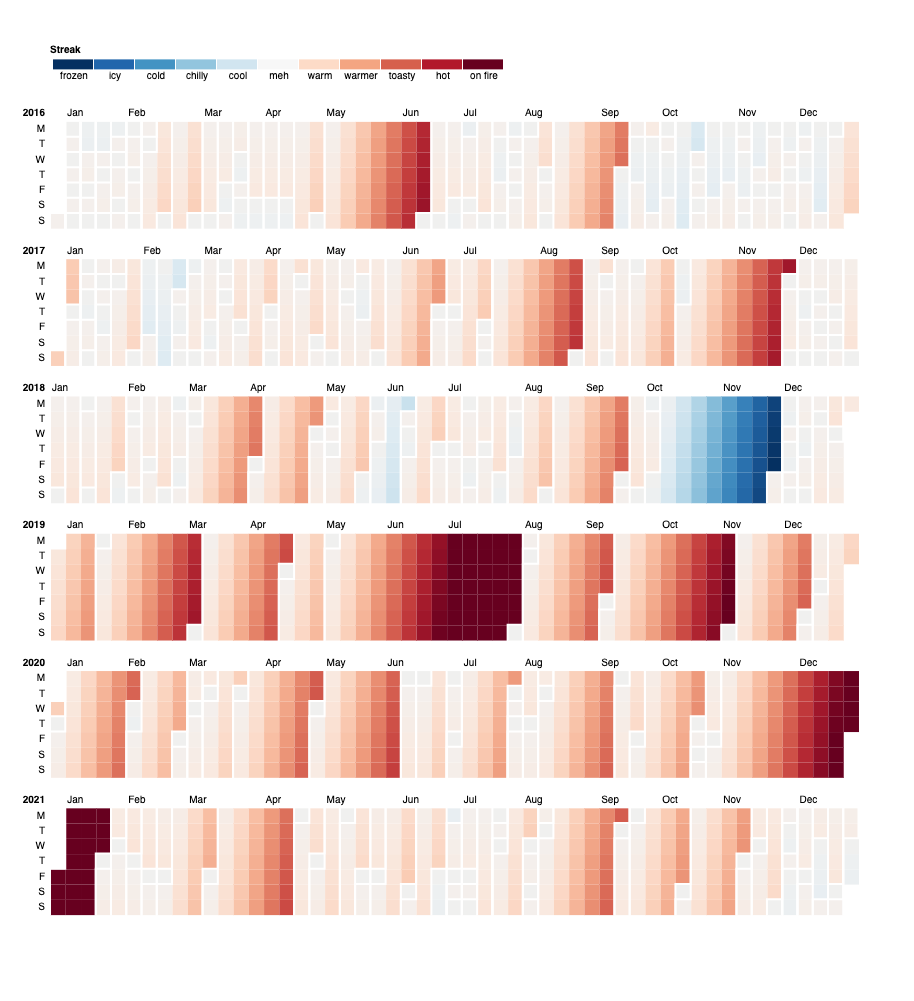 Streak
frozen icy cold chilly cool meh warm warmer toasty hot on fire
2016 Jan Feb Mar Apr May Jun Jul Aug Sep Oct Nov Dec
M
T
W
T
F
S
S
2017 Jan Feb Mar Apr May Jun Jul Aug Sep Oct Nov Dec
M
T
W
T
F
S
S
2018 Jan Feb Mar Apr May Jun Jul Aug Sep Oct Nov Dec
M
T
W
T
F
S
S
2019 Jan Feb Mar Apr May Jun Jul Aug Sep Oct Nov Dec
M
T
W
T
F
S
S
2020 Jan Feb Mar Apr May Jun Jul Aug Sep Oct Nov Dec
M
T
W
T
F
S
S
2021 Jan Feb Mar Apr May Jun Jul Aug Sep Oct Nov Dec
M
T
W
T
F
S
S